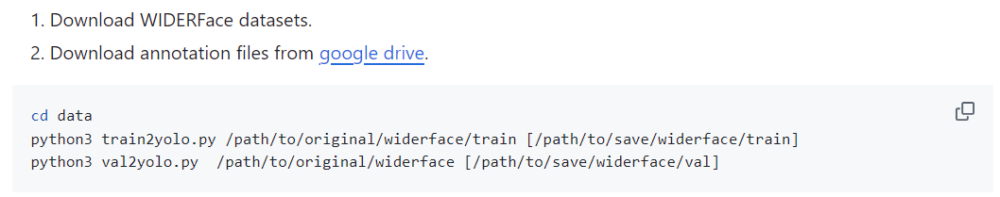 1. Download WIDERFace datasets.
2. Download annotation files from google drive.
cd data
python3 train2yolo.py /path/to/original/widerface/train [/path/to/save/widerface/train]
python3 val2yolo.py  /path/to/original/widerface [/path/to/save/widerface/val]